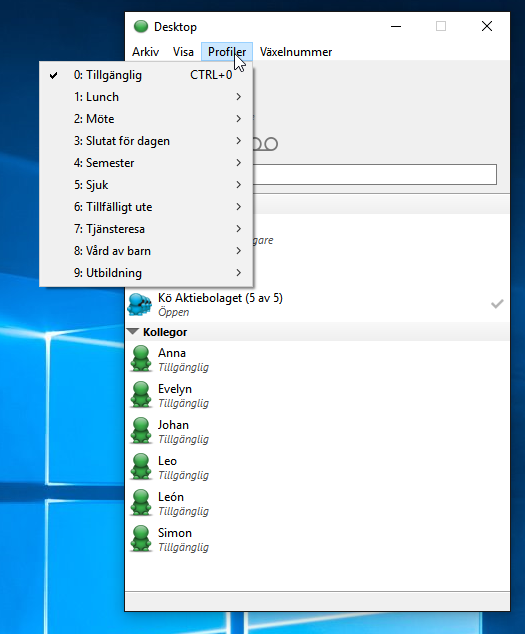 Desktop
Arkiv Visa Profiler Växelnummer
0: Tillgänglig CTRL+0
1: Lunch
2: Möte
3: Slutat för dagen
4: Semester
5: Sjuk
6: Tillfälligt ute
7: Tjänsteresa
8: Vård av barn
9: Utbildning
Kö Aktiebolaget (5 av 5)
Öppen
Kollegor
Anna
Tillgänglig
Evelyn
Tillgänglig
Johan
Tillgänglig
Leo
Tillgänglig
León
Tillgänglig
Simon
Tillgänglig